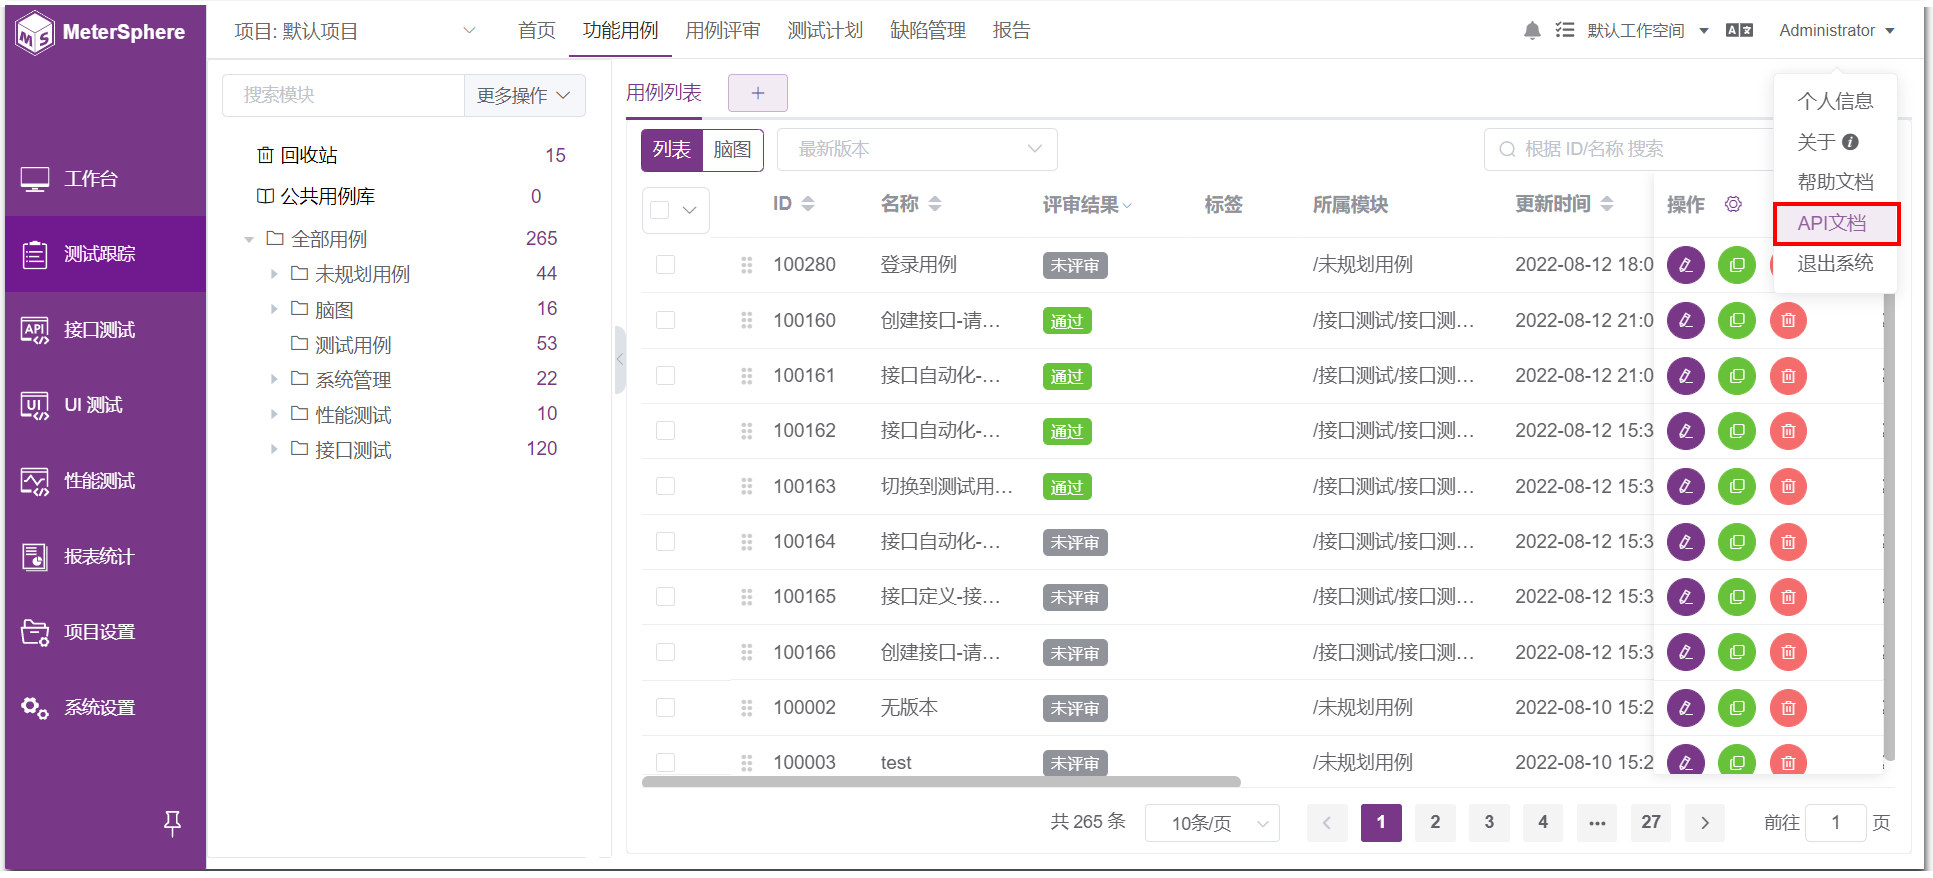 MeterSphere
项目: 默认项目
首页
功能用例
用例评审
测试计划
缺陷管理
报告
默认工作空间
Administrator
工作台
测试跟踪
接口测试
UI 测试
性能测试
报表统计
项目设置
系统设置
搜索模块
更多操作
回收站 15
公共用例库 0
全部用例 265
未规划用例 44
脑图 16
测试用例 53
系统管理 22
性能测试 10
接口测试 120
用例列表
+
列表 脑图
最新版本
根据 ID/名称 搜索
个人信息
关于
帮助文档
API文档
退出系统
ID 名称 评审结果 标签 所属模块 更新时间 操作
100280 登录用例 未评审 /未规划用例 2022-08-12 18:0
100160 创建接口-请... 通过 /接口测试/接口测... 2022-08-12 21:0
100161 接口自动化-... 通过 /接口测试/接口测... 2022-08-12 21:0
100162 接口自动化-... 通过 /接口测试/接口测... 2022-08-12 15:3
100163 切换到测试用... 通过 /接口测试/接口测... 2022-08-12 15:3
100164 接口自动化-... 未评审 /接口测试/接口测... 2022-08-12 15:3
100165 接口定义-接... 未评审 /接口测试/接口测... 2022-08-12 15:3
100166 创建接口-请... 未评审 /接口测试/接口测... 2022-08-12 15:3
100002 无版本 未评审 /未规划用例 2022-08-10 15:2
100003 test 未评审 /未规划用例 2022-08-10 15:2
共 265 条 10条/页 1 2 3 4 ... 27 前往 1 页